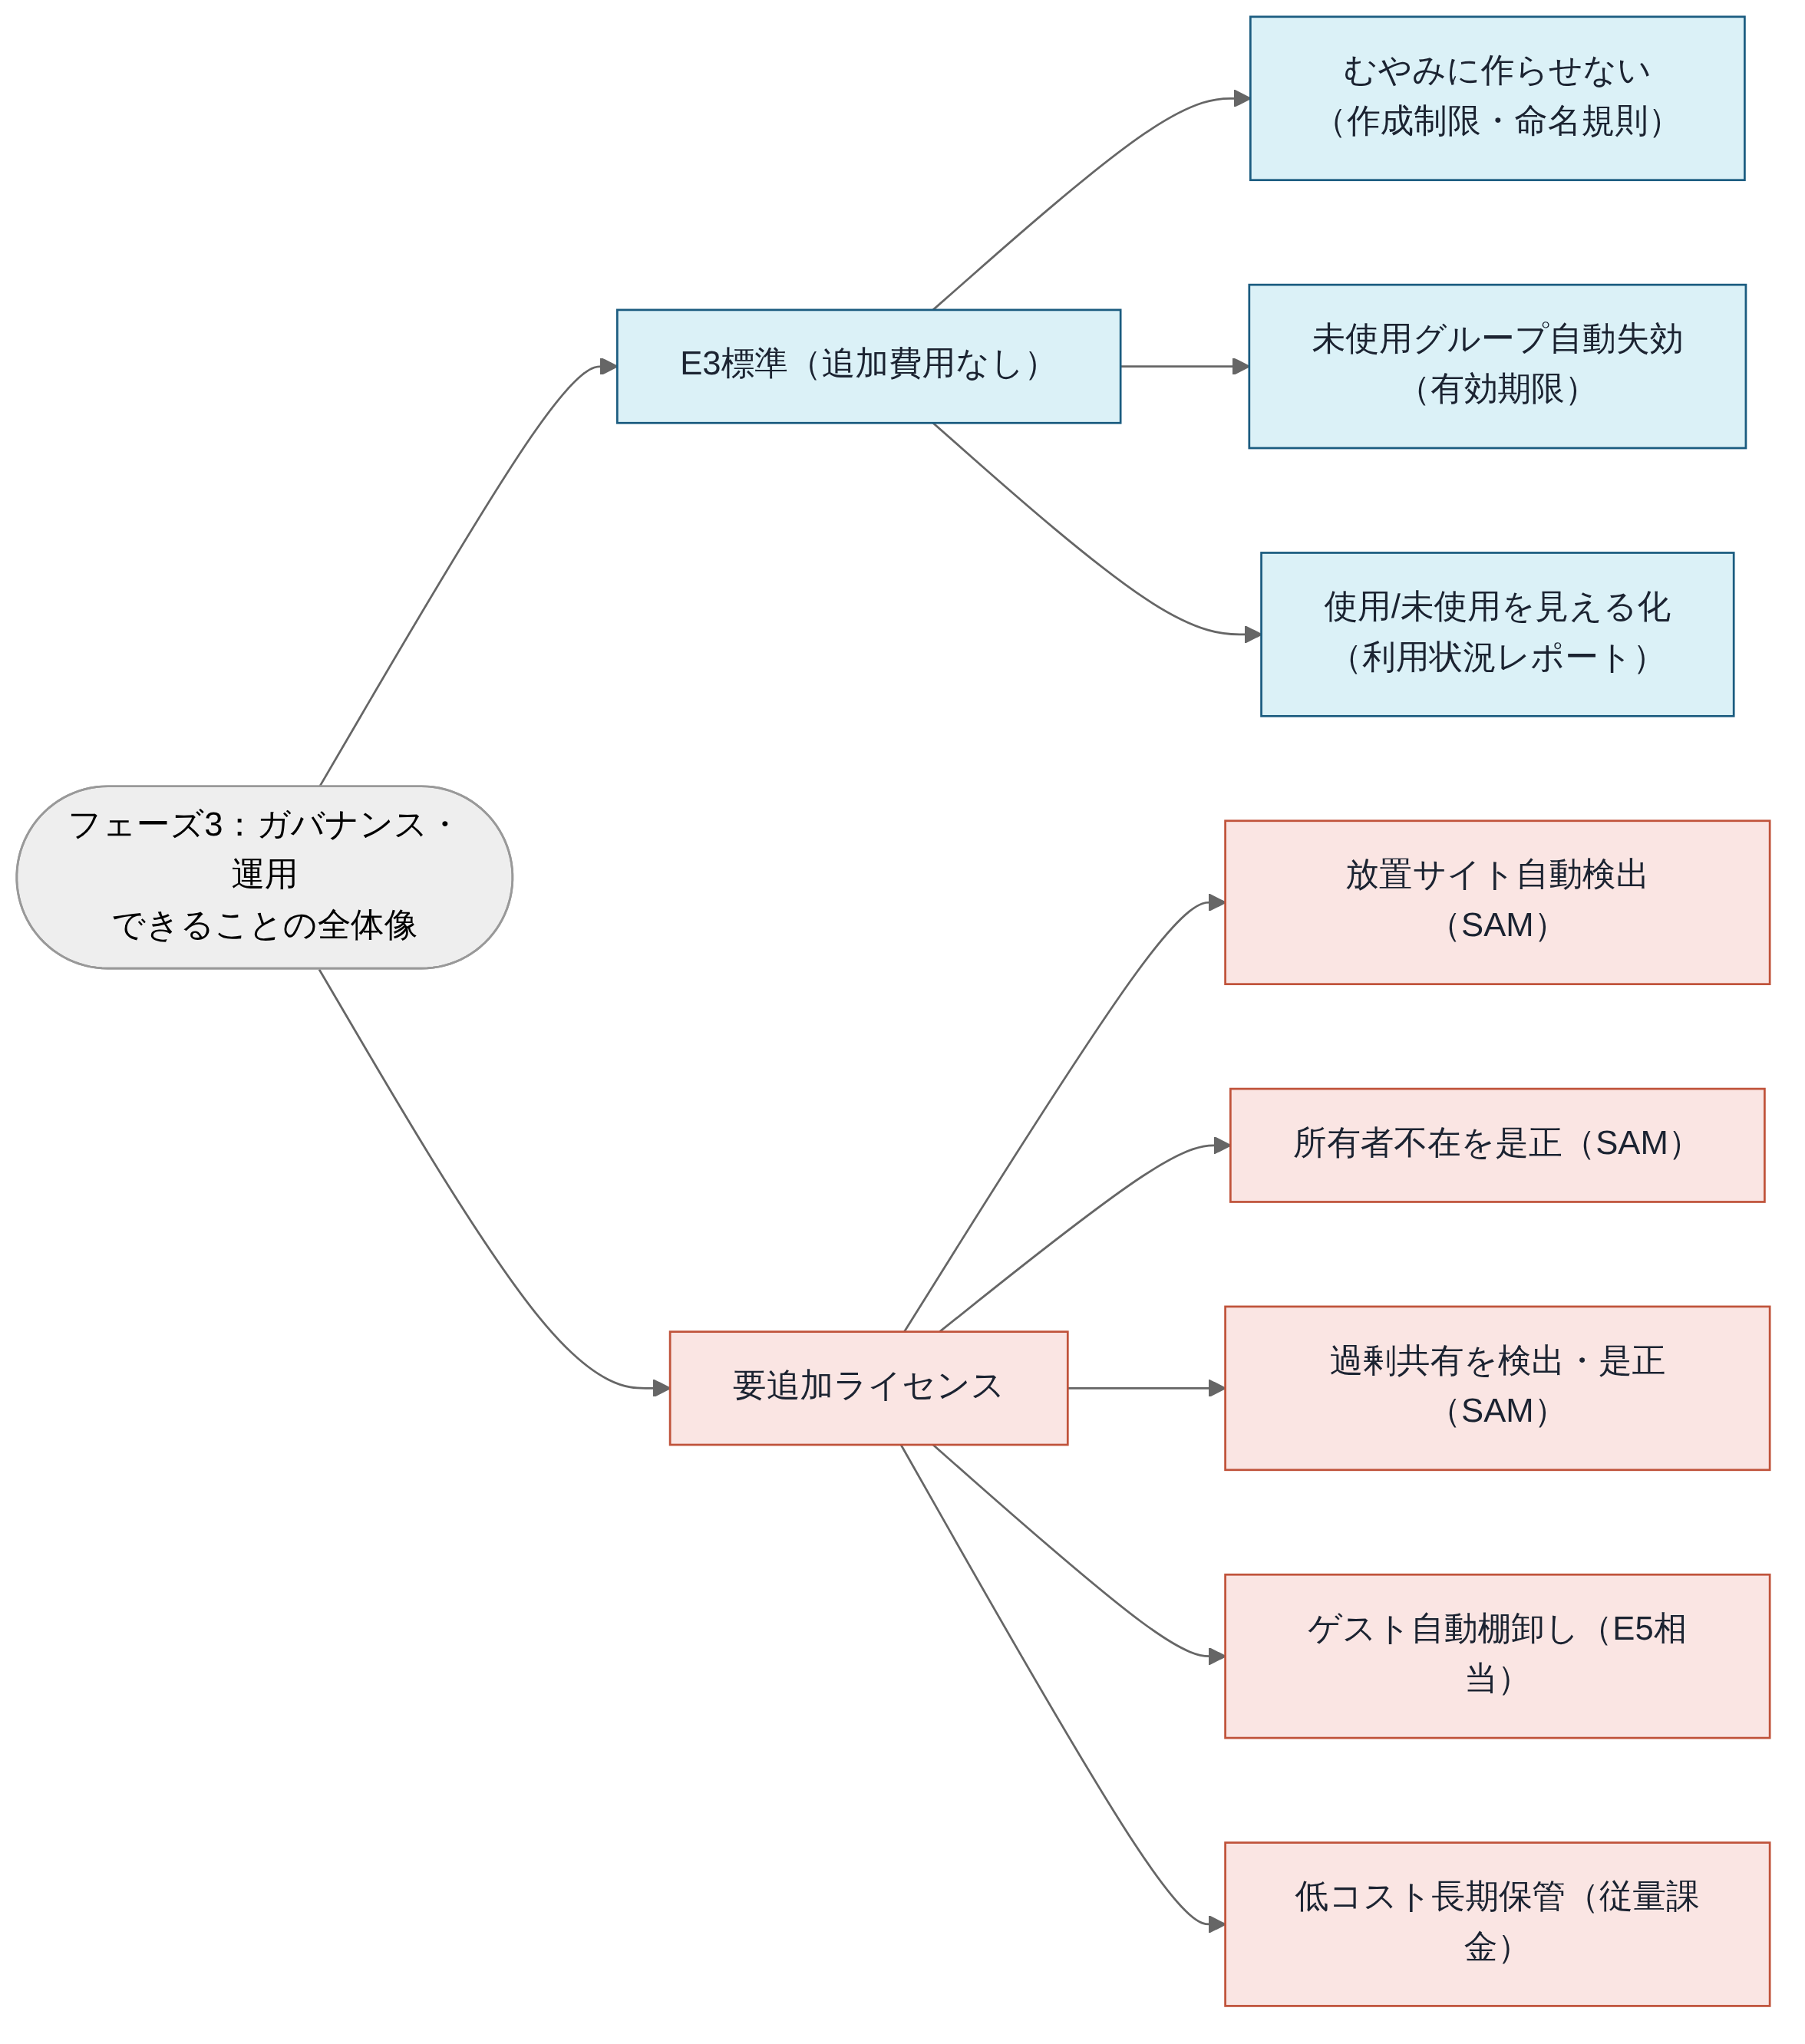 むやみに作らせない
（作成制限・命名規則）
未使用グループ自動失効
（有効期限）
E3標準（追加費用なし）
使用/未使用を見える化
（利用状況レポート）
フェーズ3：ガバナンス・
運用
できることの全体像
放置サイト自動検出
（SAM）
所有者不在を是正（SAM）
過剰共有を検出・是正
（SAM）
要追加ライセンス
ゲスト自動棚卸し（E5相
当）
低コスト長期保管（従量課
金）